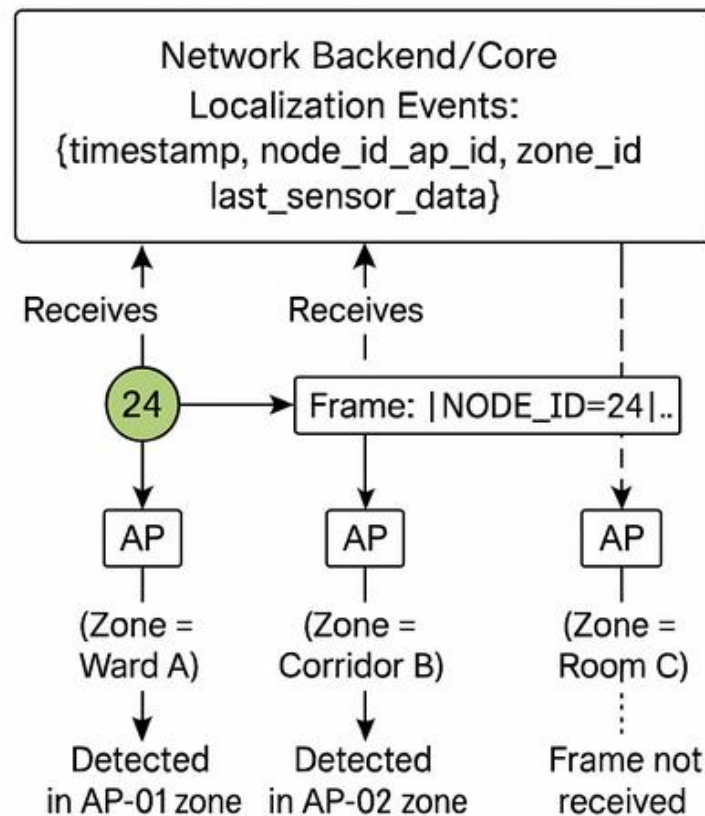 Network Backend/Core
Localization Events:
{timestamp, node_id_ap_id, zone_id
last_sensor_data}
Receives
Receives
24
Frame: |NODE_ID=24|..
AP
AP
AP
(Zone =
Ward A)
(Zone =
Corridor B)
(Zone =
Room C)
Detected
in AP-01 zone
Detected
in AP-02 zone
Frame not
received